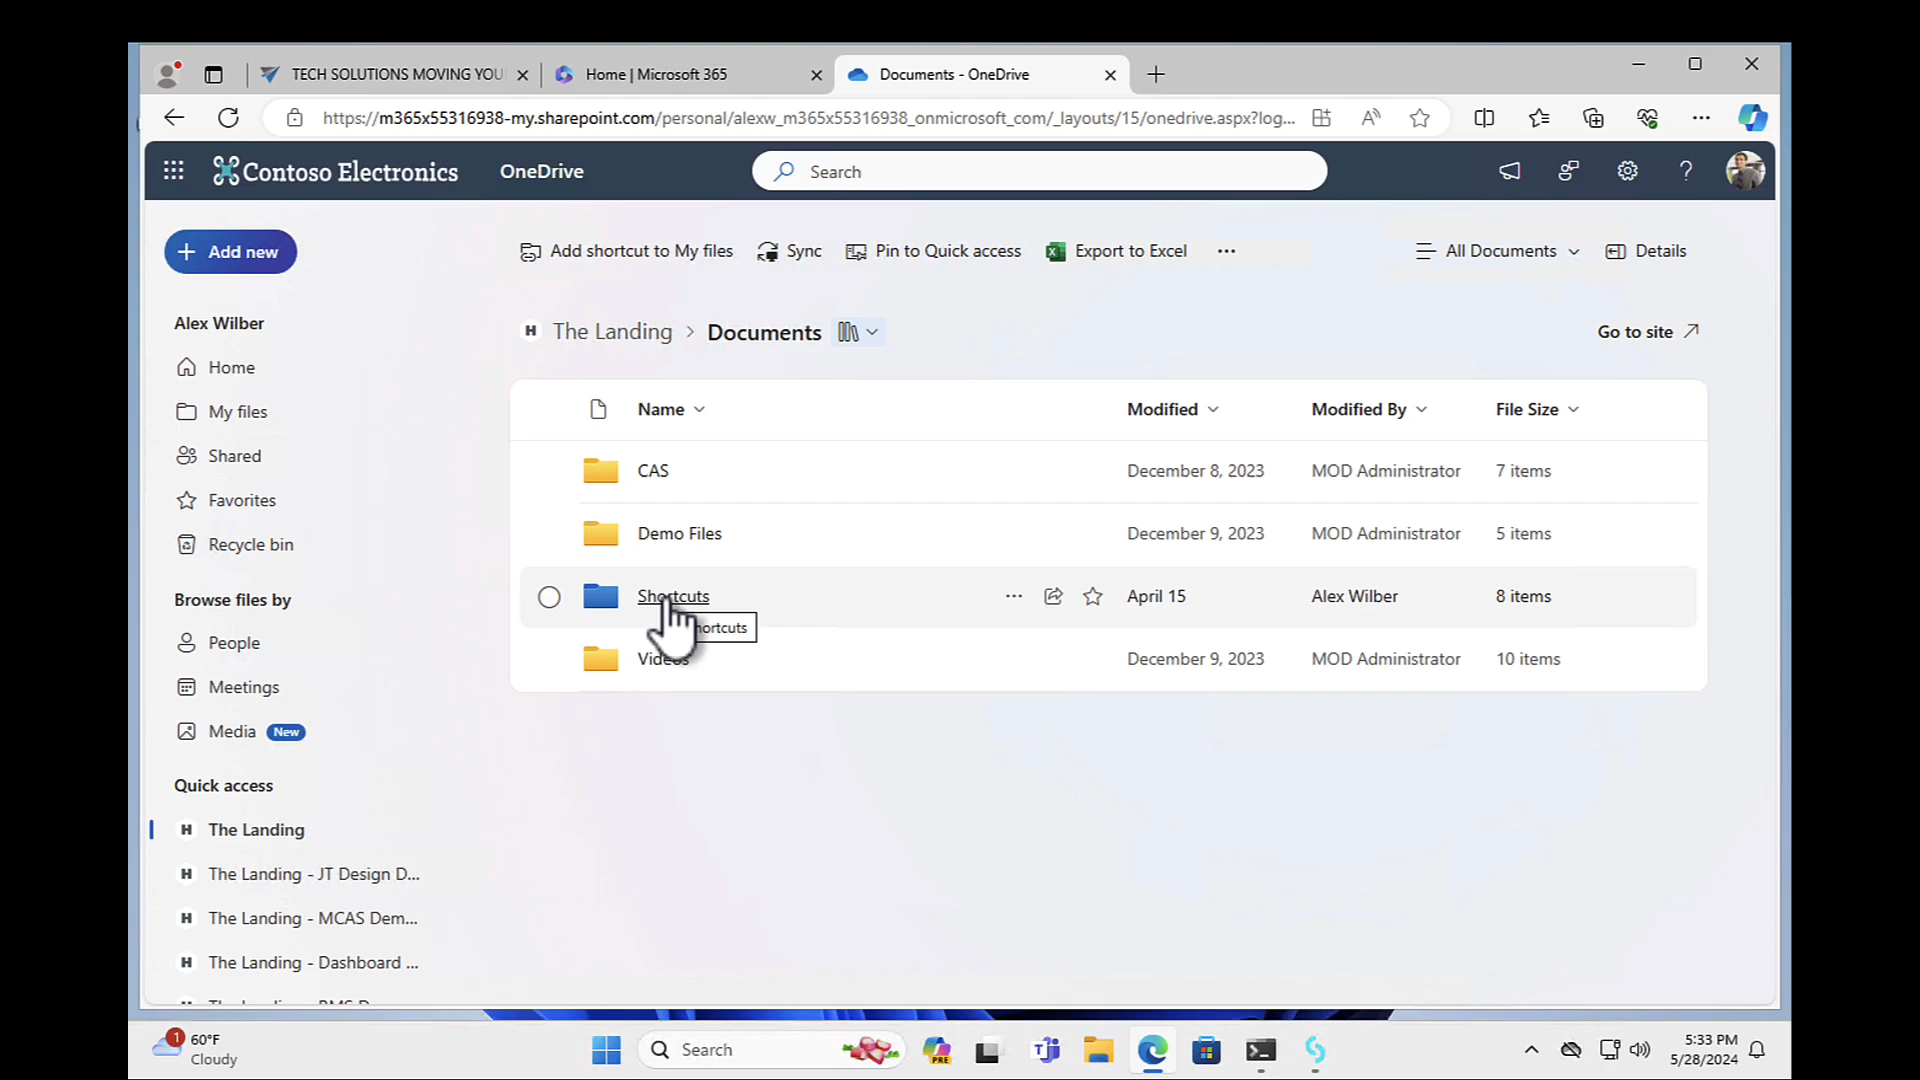 TECH SOLUTIONS MOVING YOU
Home | Microsoft 365
Documents - OneDrive
https://m365x55316938-my.sharepoint.com/personal/alexw_m365x55316938_onmicrosoft_com/_layouts/15/onedrive.aspx?log...
Contoso Electronics
OneDrive
Search
Add new
Add shortcut to My files
Sync
Pin to Quick access
Export to Excel
All Documents
Details
Alex Wilber
Home
My files
Shared
Favorites
Recycle bin
Browse files by
People
Meetings
Media New
Quick access
H The Landing
H The Landing - JT Design D...
H The Landing - MCAS Dem...
H The Landing - Dashboard ...
H The Landing > Documents
Go to site
Name Modified Modified By File Size
CAS December 8, 2023 MOD Administrator 7 items
Demo Files December 9, 2023 MOD Administrator 5 items
Shortcuts April 15 Alex Wilber 8 items
Videos December 9, 2023 MOD Administrator 10 items
1
60°F
Cloudy
Search
PRE
5:33 PM
5/28/2024